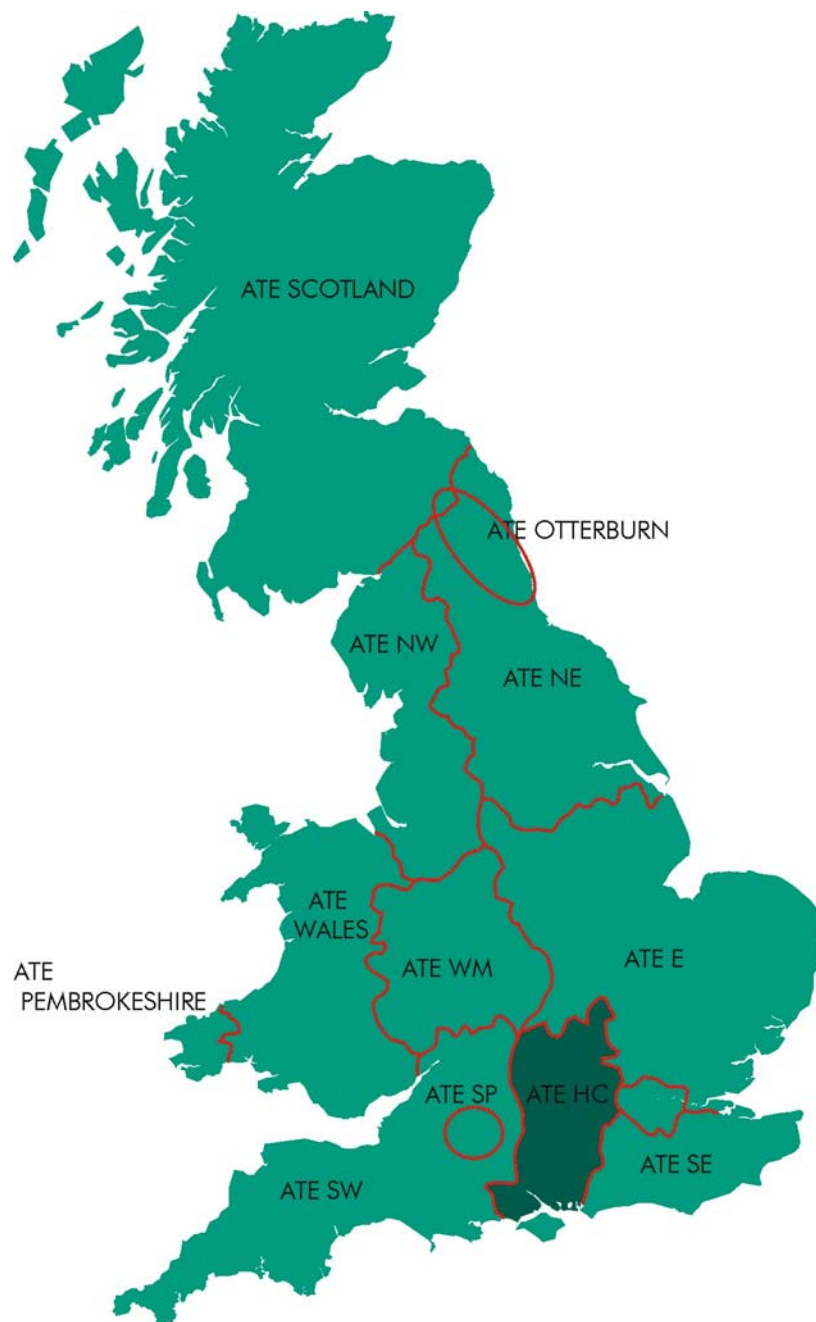 ATE SCOTLAND
ATE OTTERBURN
ATE NW
ATE NE
ATE
WALES
ATE WM
ATE E
ATE
PEMBROKESHIRE
ATE SP
ATE HC
ATE SE
ATE SW